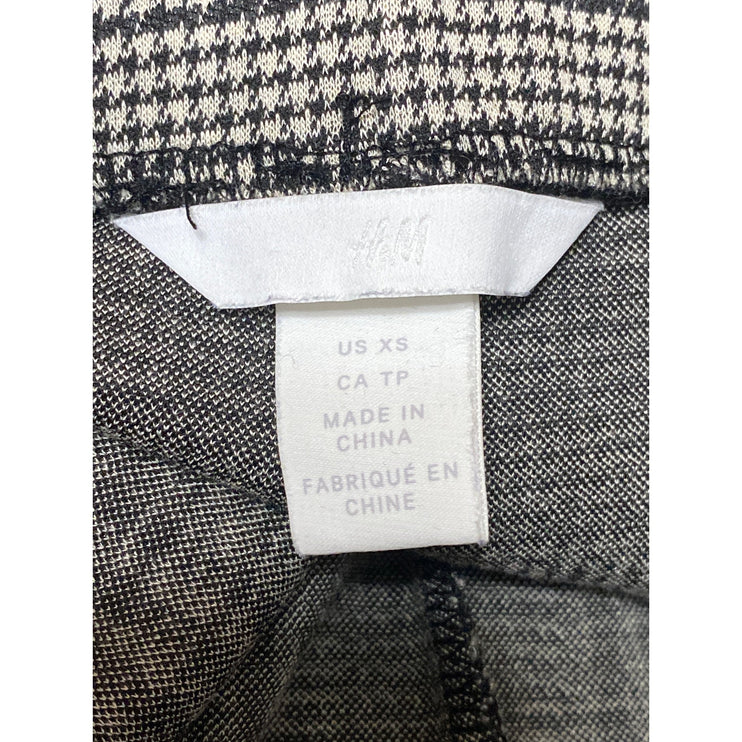 H&M
US XS
CA TP
MADE IN
CHINA
FABRIQUÉ EN
CHINE